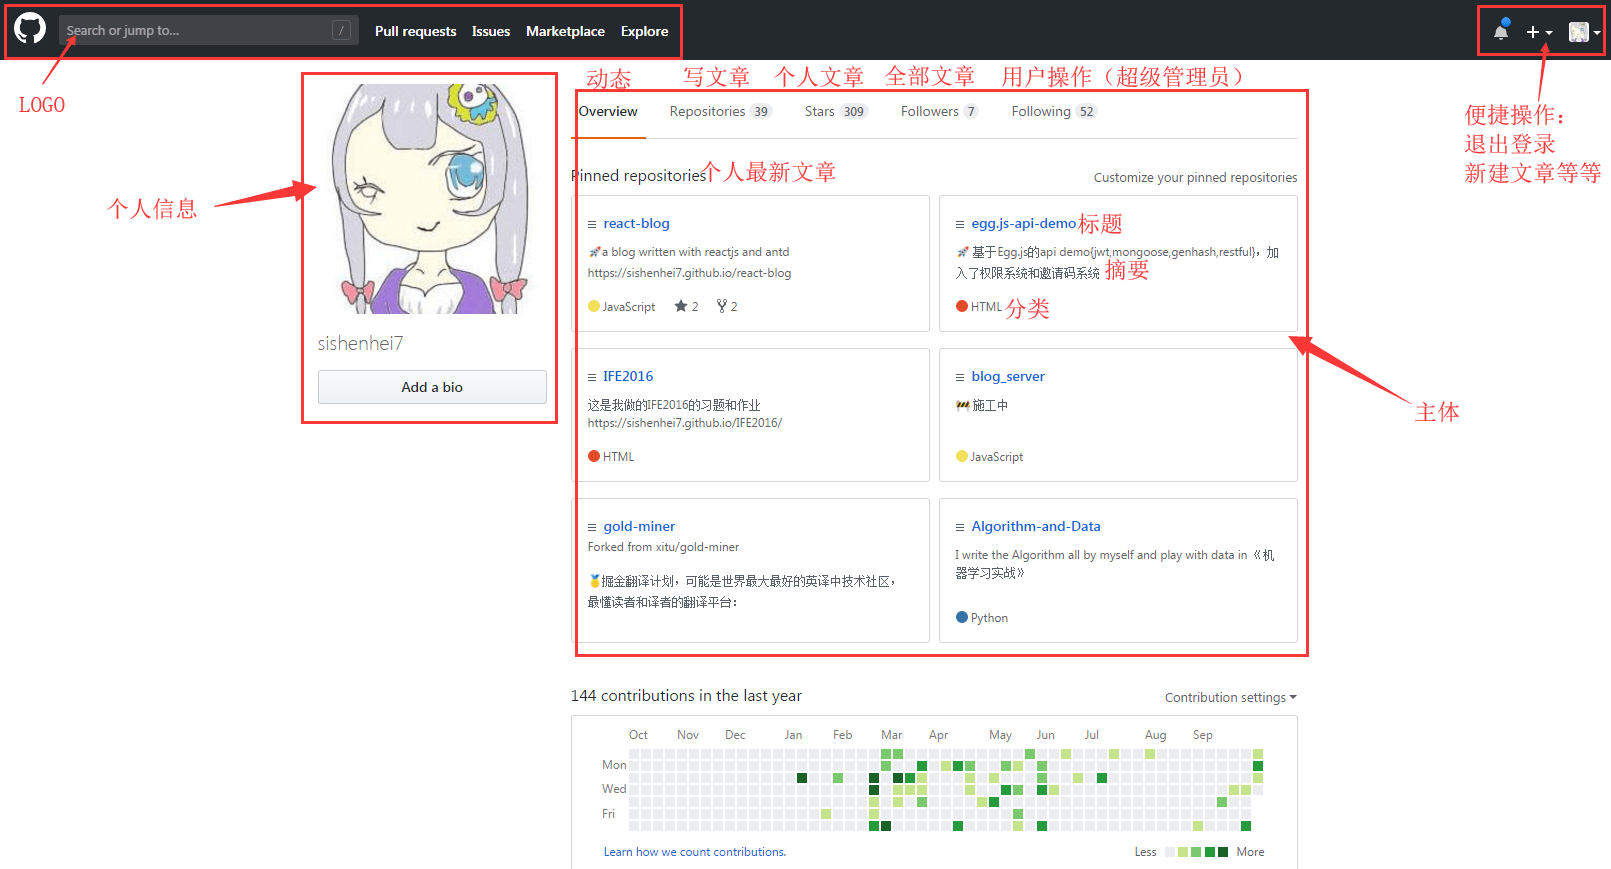 Search or jump to... /
Pull requests Issues Marketplace Explore
LOGO
便捷操作：
退出登录
新建文章等等
动态 写文章 个人文章 全部文章 用户操作（超级管理员）
Overview Repositories 39 Stars 309 Followers 7 Following 52
个人信息
sishenhei7
Add a bio
Pinned repositories 个人最新文章 Customize your pinned repositories
react-blog
🚀a blog written with reactjs and antd
https://sishenhei7.github.io/react-blog
JavaScript 2 2
egg.js-api-demo 标题
🚀 基于Egg.js的api demo{jwt,mongoose,genhash,restful}，加
入了权限系统和邀请码系统 摘要
HTML 分类
IFE2016
这是我做的IFE2016的习题和作业
https://sishenhei7.github.io/IFE2016/
HTML
blog_server
🚧施工中
JavaScript
主体
gold-miner
Forked from xitu/gold-miner
🥇掘金翻译计划，可能是世界最大最好的英译中技术社区，
最懂读者和译者的翻译平台：
Algorithm-and-Data
I write the Algorithm all by myself and play with data in《机
器学习实战》
Python
144 contributions in the last year Contribution settings
Oct Nov Dec Jan Feb Mar Apr May Jun Jul Aug Sep
Mon
Wed
Fri
Learn how we count contributions. Less More